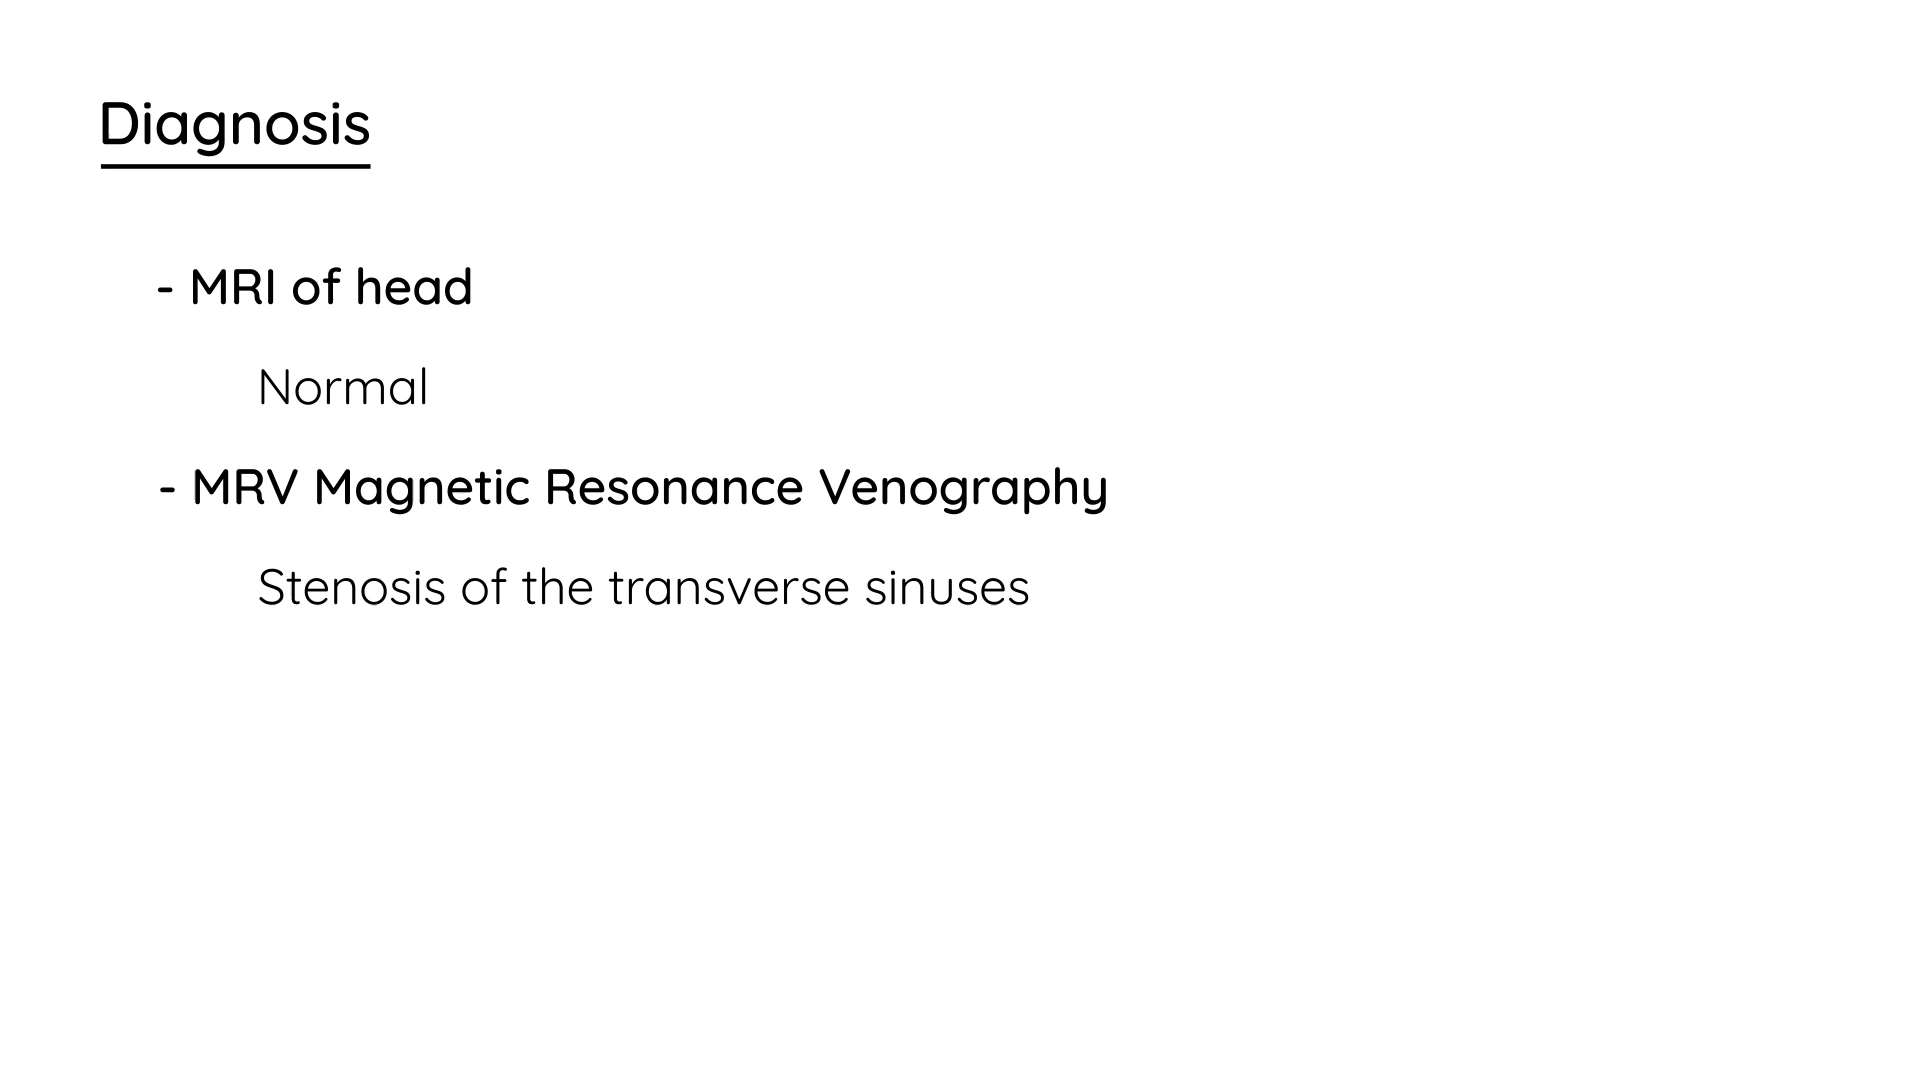 Diagnosis
- MRI of head
Normal
- MRV Magnetic Resonance Venography
Stenosis of the transverse sinuses